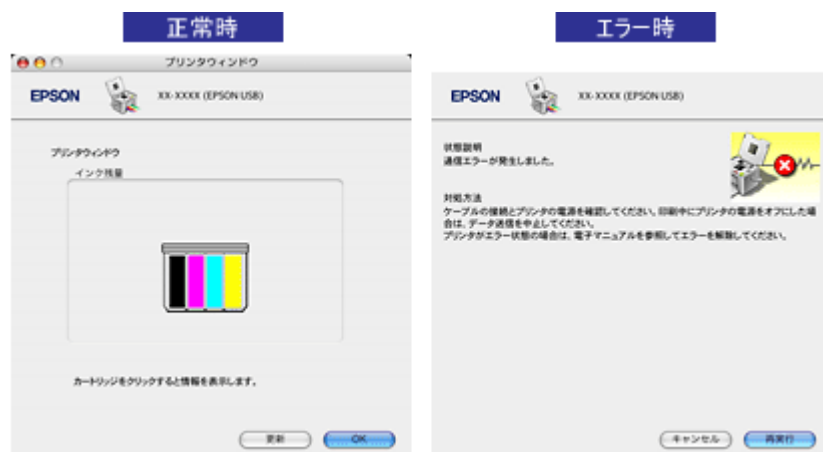 正常時
プリンタウィンドウ
EPSON
XX-XXXX (EPSON USB)
プリンタウィンドウ
インク残量
カートリッジをクリックすると情報を表示します。
更新
OK
エラー時
EPSON
XX-XXXX (EPSON USB)
状態説明
通信エラーが発生しました。
対処方法
ケーブルの接続とプリンタの電源を確認してください。印刷中にプリンタの電源をオフにした場
合は、データ送信を中止してください。
プリンタがエラー状態の場合は、電子マニュアルを参照してエラーを解除してください。
キャンセル
再実行